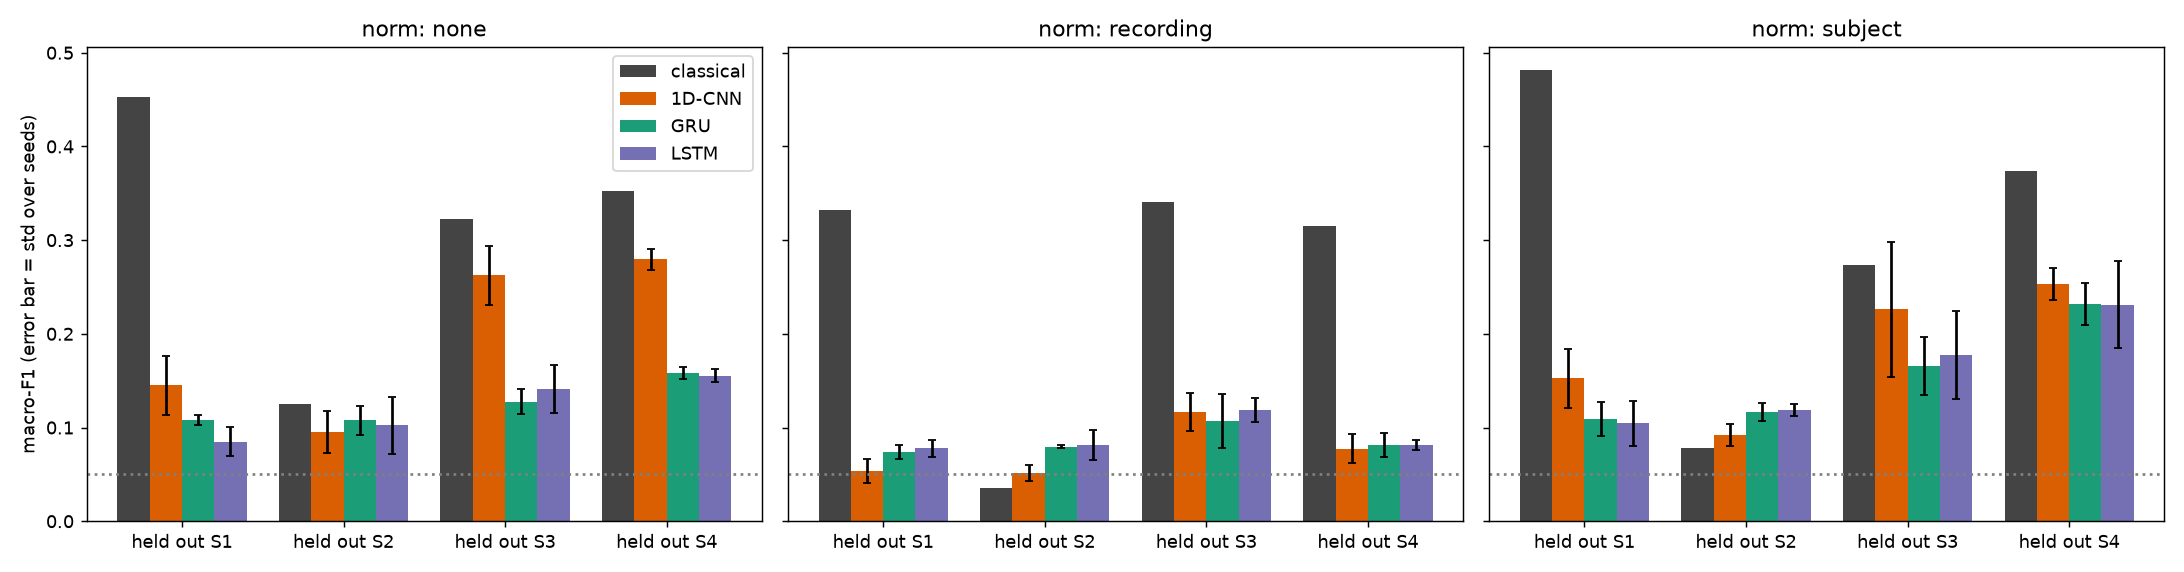 norm: none
norm: recording
norm: subject
macro-F1 (error bar = std over seeds)
0.5
0.4
0.3
0.2
0.1
0.0
classical
1D-CNN
GRU
LSTM
held out S1
held out S2
held out S3
held out S4
held out S1
held out S2
held out S3
held out S4
held out S1
held out S2
held out S3
held out S4